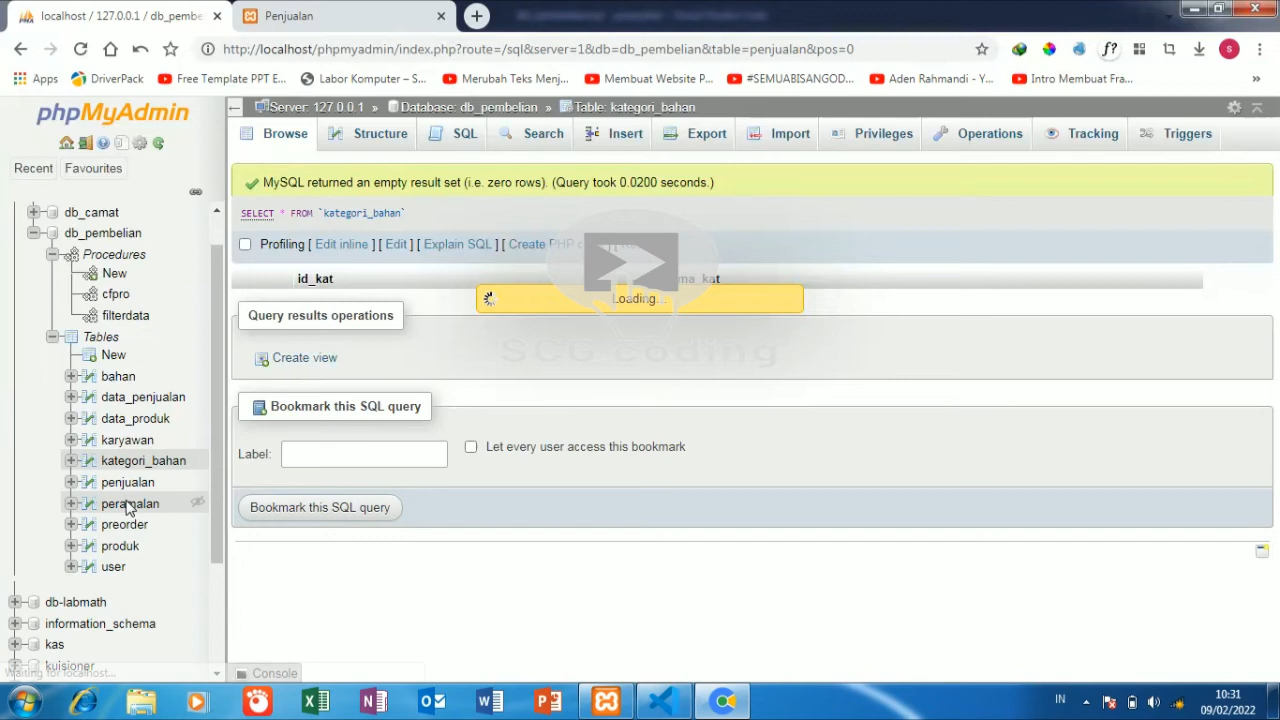 localhost / 127.0.0.1 / db_pembe
Penjualan
http://localhost/phpmyadmin/index.php?route=/sql&server=1&db=db_pembelian&table=penjualan&pos=0
Apps
DriverPack
Free Template PPT E...
Labor Komputer – S...
Merubah Teks Menj...
Membuat Website P...
#SEMUABISANGOD...
Aden Rahmandi - Y...
Intro Membuat Fra...
phpMyAdmin
Recent
Favourites
db_camat
db_pembelian
Procedures
New
cfpro
filterdata
Tables
New
bahan
data_penjualan
data_produk
karyawan
kategori_bahan
penjualan
peramalan
preorder
produk
user
db-labmath
information_schema
kas
kuisioner
Waiting for localhost...
Server: 127.0.0.1 » Database: db_pembelian » Table: kategori_bahan
Browse
Structure
SQL
Search
Insert
Export
Import
Privileges
Operations
Tracking
Triggers
MySQL returned an empty result set (i.e. zero rows). (Query took 0.0200 seconds.)
SELECT * FROM `kategori_bahan`
Profiling [ Edit inline ] [ Edit ] [ Explain SQL ] [ Create PHP
id_kat
Loading...
Query results operations
Create view
coding
Bookmark this SQL query
Label:
Let every user access this bookmark
Bookmark this SQL query
Console
IN
10:31
09/02/2022